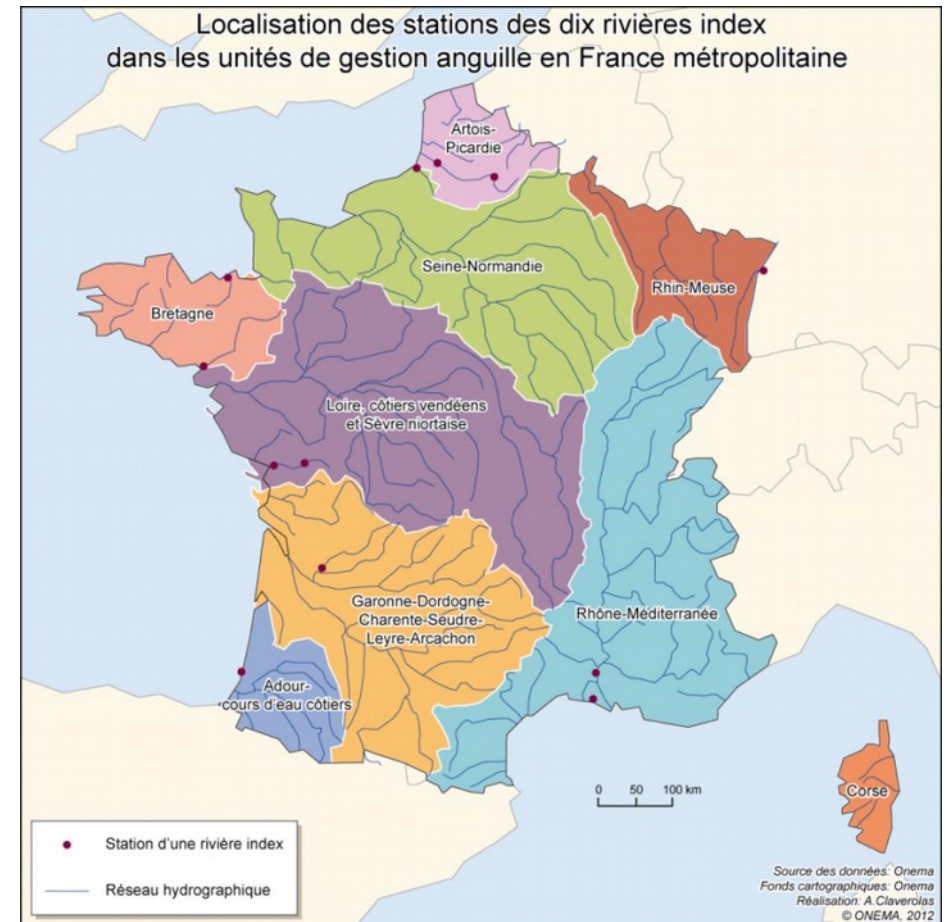 Localisation des stations des dix rivières index
dans les unités de gestion anguille en France métropolitaine
Artois-
Picardie
Seine-Normandie
Rhin-Meuse
Bretagne
Loire, côtiers vendéens
et Sèvre niortaise
Garonne-Dordogne-
Charente-Seudre-
Leyre-Arcachon
Rhône-Méditerranée
Adour-
cours d'eau côtiers
Corse
0 50 100 km
Station d'une rivière index
Réseau hydrographique
Source des données: Onema
Fonds cartographiques: Onema
Réalisation: A.Claverolas
© ONEMA, 2012